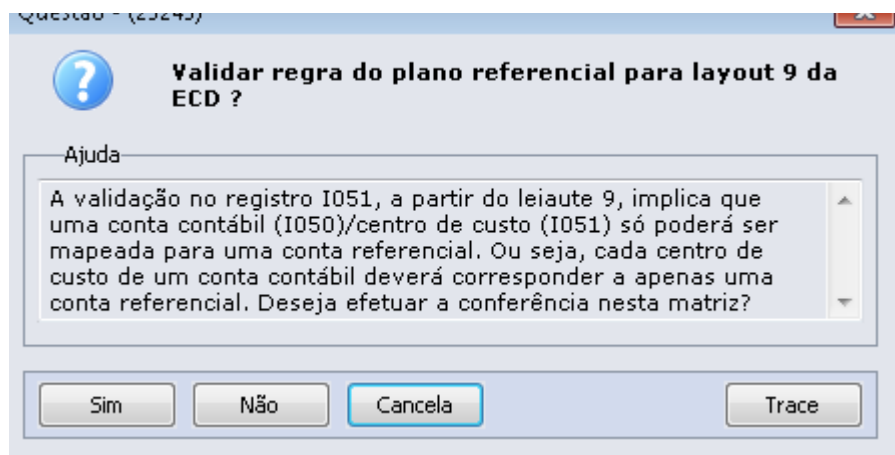 Questão - (25245)
Validar regra do plano referencial para layout 9 da
ECD ?
Ajuda
A validação no registro I051, a partir do leiaute 9, implica que
uma conta contábil (I050)/centro de custo (I051) só poderá ser
mapeada para uma conta referencial. Ou seja, cada centro de
custo de um conta contábil deverá corresponder a apenas uma
conta referencial. Deseja efetuar a conferência nesta matriz?
Sim Não Cancela Trace